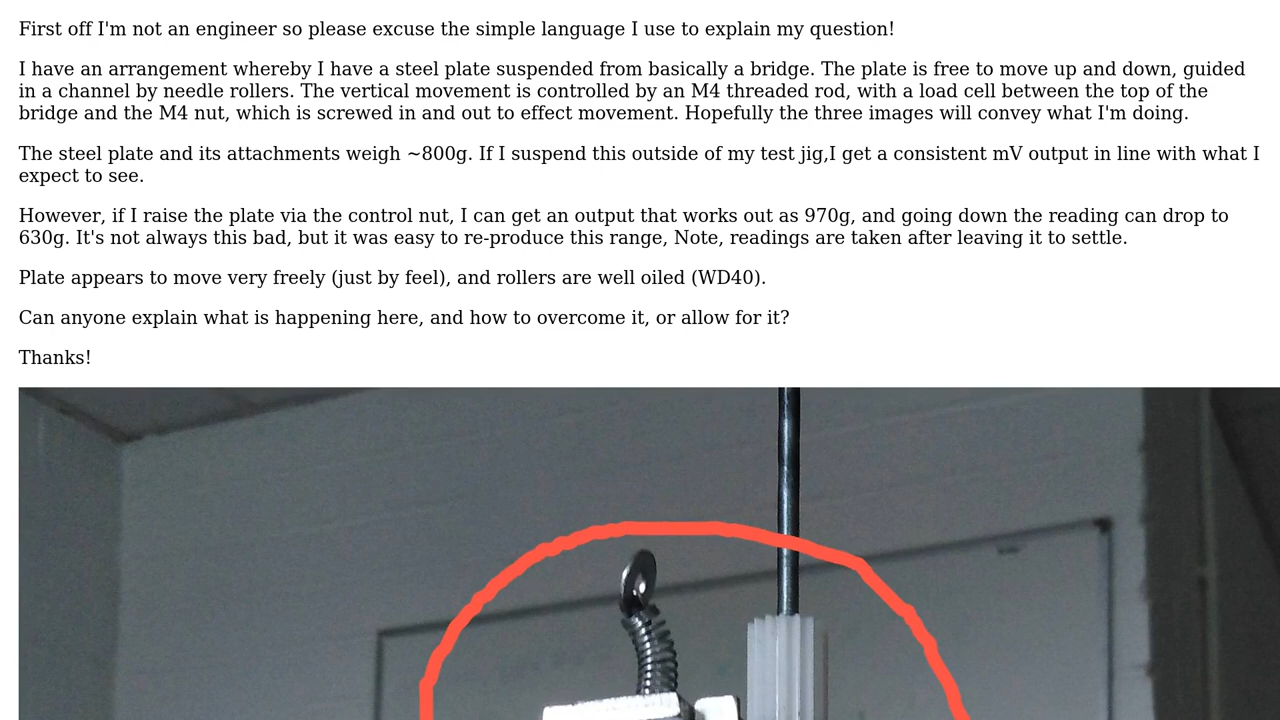 First off I'm not an engineer so please excuse the simple language I use to explain my question!
I have an arrangement whereby I have a steel plate suspended from basically a bridge. The plate is free to move up and down, guided
in a channel by needle rollers. The vertical movement is controlled by an M4 threaded rod, with a load cell between the top of the
bridge and the M4 nut, which is screwed in and out to effect movement. Hopefully the three images will convey what I'm doing.
The steel plate and its attachments weigh ~800g. If I suspend this outside of my test jig,I get a consistent mV output in line with what I
expect to see.
However, if I raise the plate via the control nut, I can get an output that works out as 970g, and going down the reading can drop to
630g. It's not always this bad, but it was easy to re-produce this range, Note, readings are taken after leaving it to settle.
Plate appears to move very freely (just by feel), and rollers are well oiled (WD40).
Can anyone explain what is happening here, and how to overcome it, or allow for it?
Thanks!